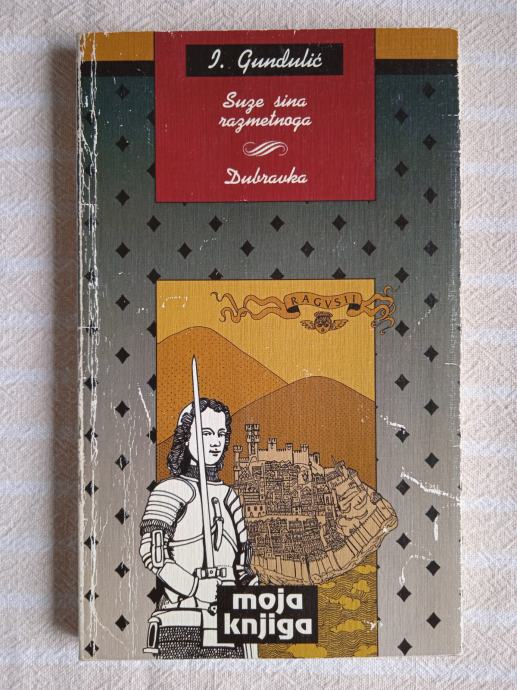 I. Gundulić
Suze sina
razmetnoga
Dubravka
RAGVSII
moja
knjiga